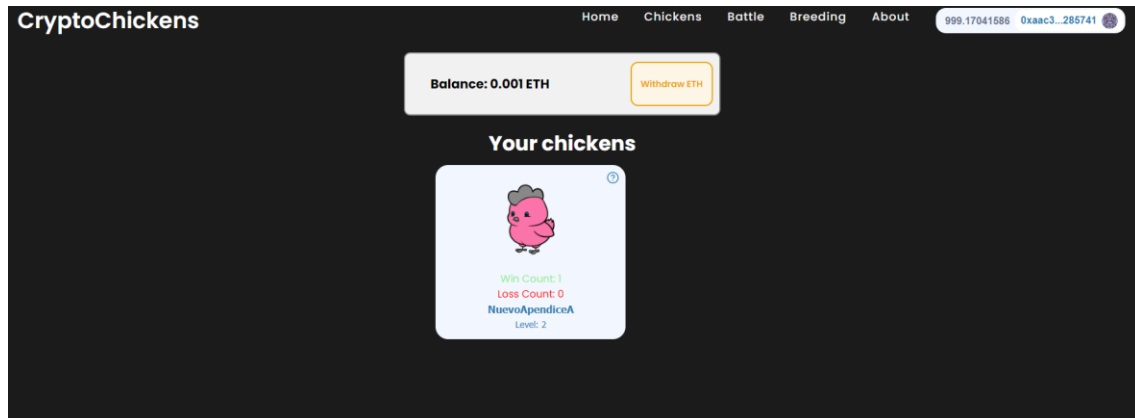 CryptoChickens
Home Chickens Battle Breeding About 999.17041586 0xaac3...285741
Balance: 0.001 ETH
Withdraw ETH
Your chickens
?
Win Count: 1
Loss Count: 0
NuevoApendiceA
Level: 2